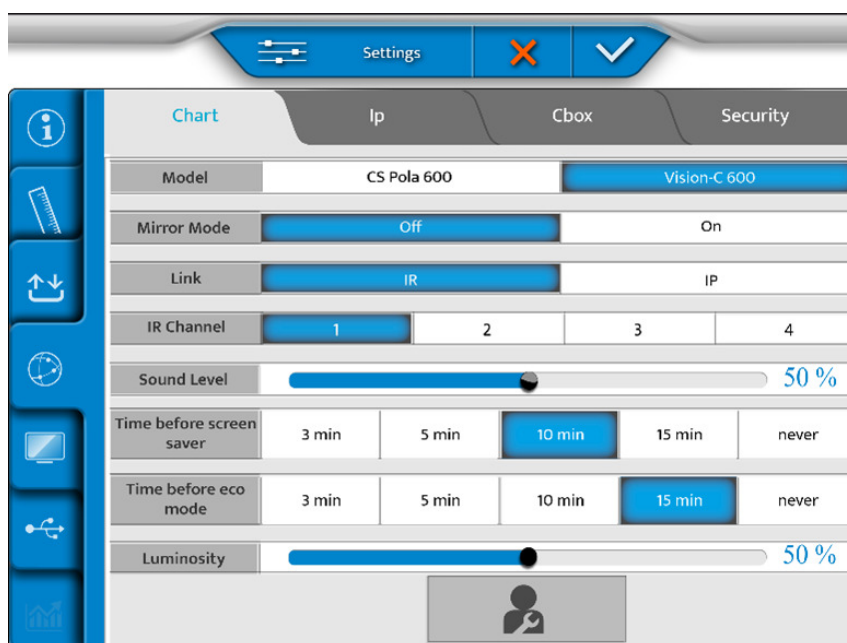 Settings
Chart Ip Cbox Security
Model CS Pola 600 Vision-C 600
Mirror Mode Off On
Link IR IP
IR Channel 1 2 3 4
Sound Level 50 %
Time before screen
saver 3 min 5 min 10 min 15 min never
Time before eco
mode 3 min 5 min 10 min 15 min never
Luminosity 50 %